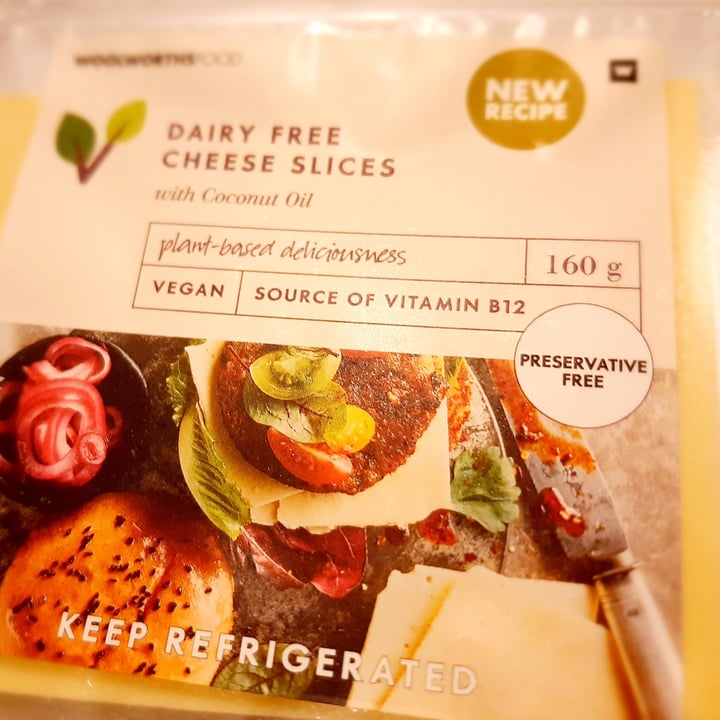 WOOLWORTHSFOOD
NEW
RECIPE
W
DAIRY FREE
CHEESE SLICES
with Coconut Oil
plant-based deliciousness
160 g
VEGAN
SOURCE OF VITAMIN B12
PRESERVATIVE
FREE
KEEP REFRIGERATED